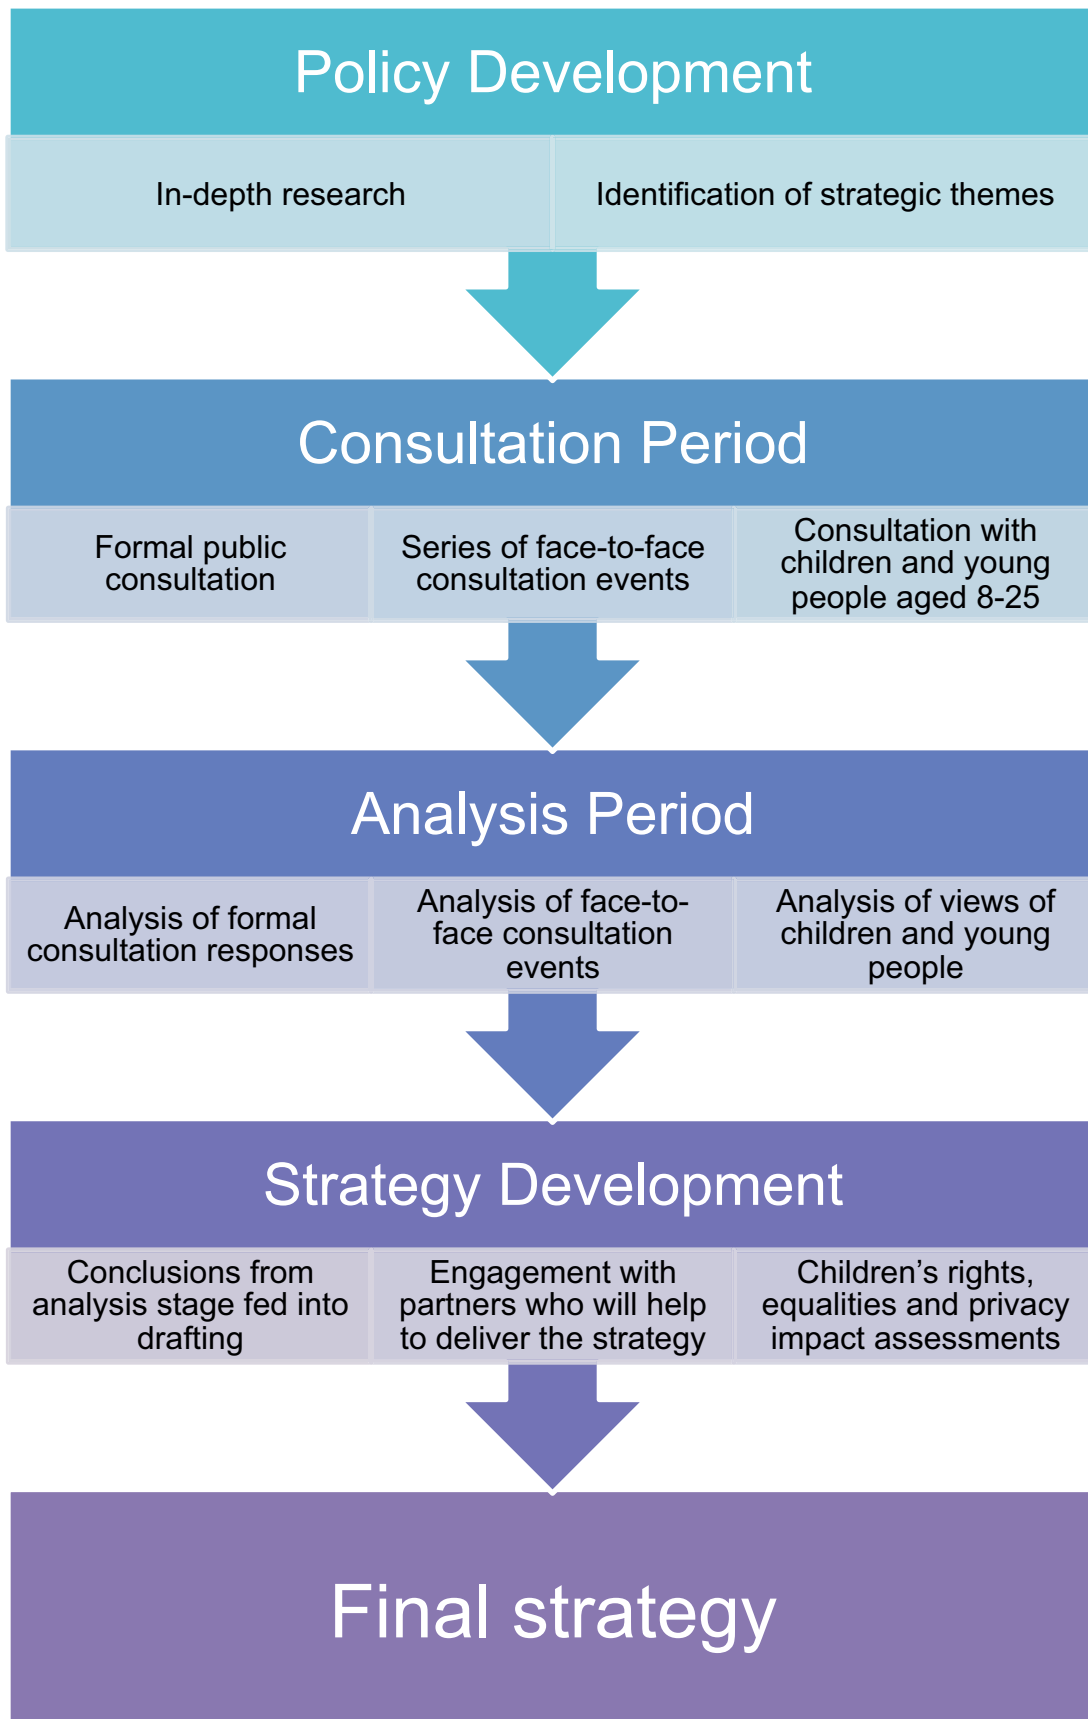 Policy Development
In-depth research
Identification of strategic themes
Consultation Period
Formal public
consultation
Series of face-to-face
consultation events
Consultation with
children and young
people aged 8-25
Analysis Period
Analysis of formal
consultation responses
Analysis of face-to-
face consultation
events
Analysis of views of
children and young
people
Strategy Development
Conclusions from
analysis stage fed into
drafting
Engagement with
partners who will help
to deliver the strategy
Children’s rights,
equalities and privacy
impact assessments
Final strategy